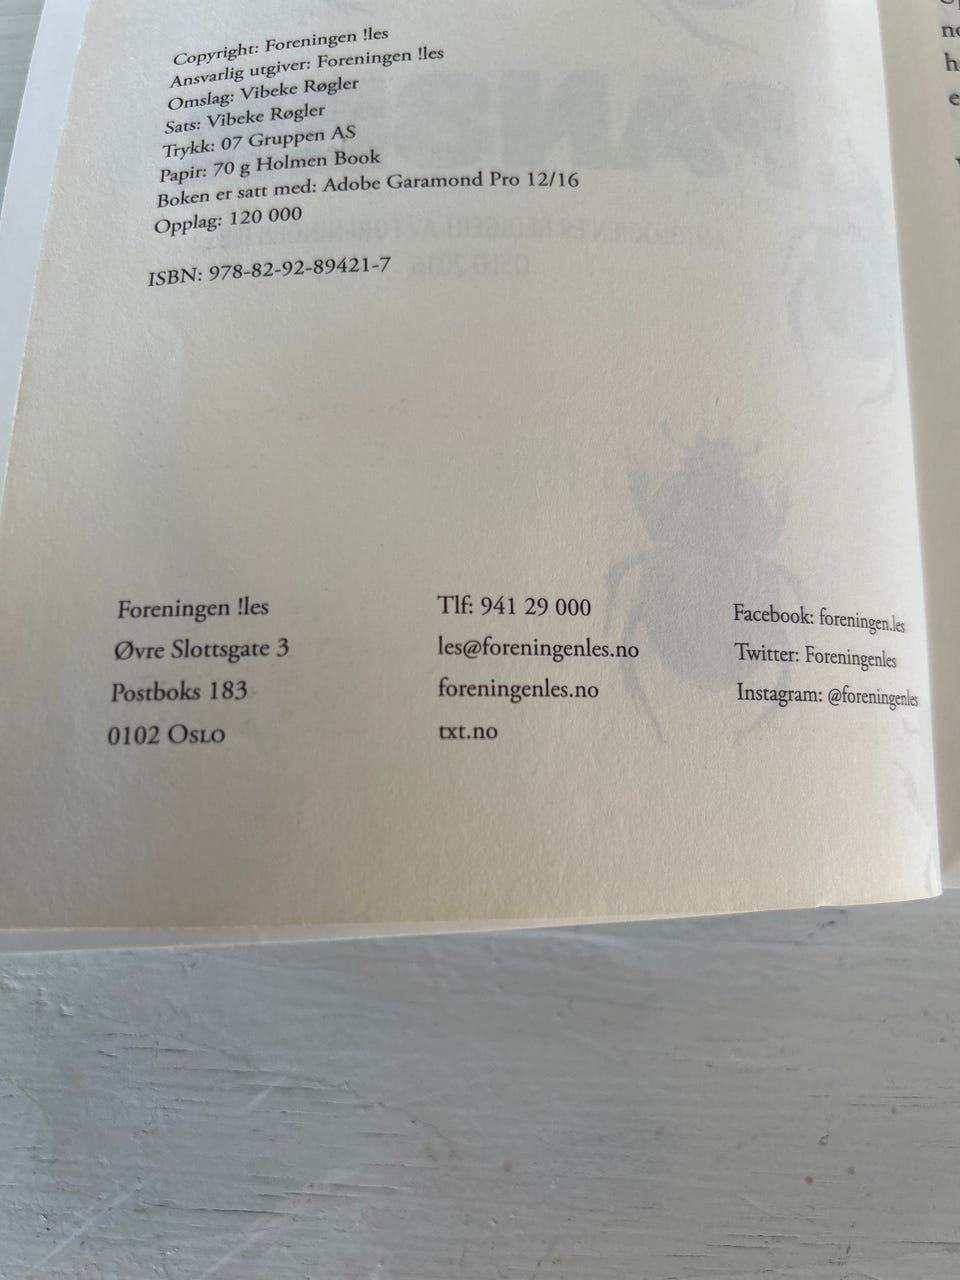 Copyright: Foreningen !les
Ansvarlig utgiver: Foreningen !les
Omslag: Vibeke Røgler
Sats: Vibeke Røgler
Trykk: 07 Gruppen AS
Papir: 70 g Holmen Book
Boken er satt med: Adobe Garamond Pro 12/16
Opplag: 120 000
ISBN: 978-82-92-89421-7
Foreningen !les
Øvre Slottsgate 3
Postboks 183
0102 OSLO
Tlf: 941 29 000
les@foreningenles.no
foreningenles.no
txt.no
Facebook: foreningen.les
Twitter: Foreningenles
Instagram: @foreningenles